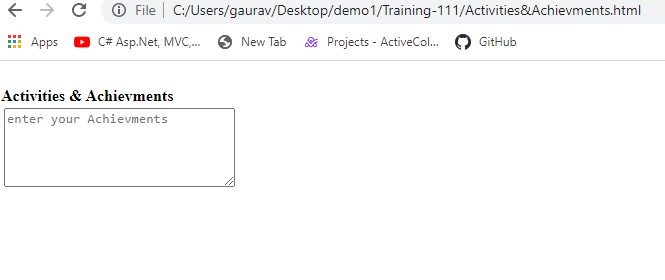 File C:/Users/gaurav/Desktop/demo1/Training-111/Activities&Achievments.html
Apps C# Asp.Net, MVC,... New Tab Projects - ActiveCol... GitHub
Activities & Achievments
enter your Achievments